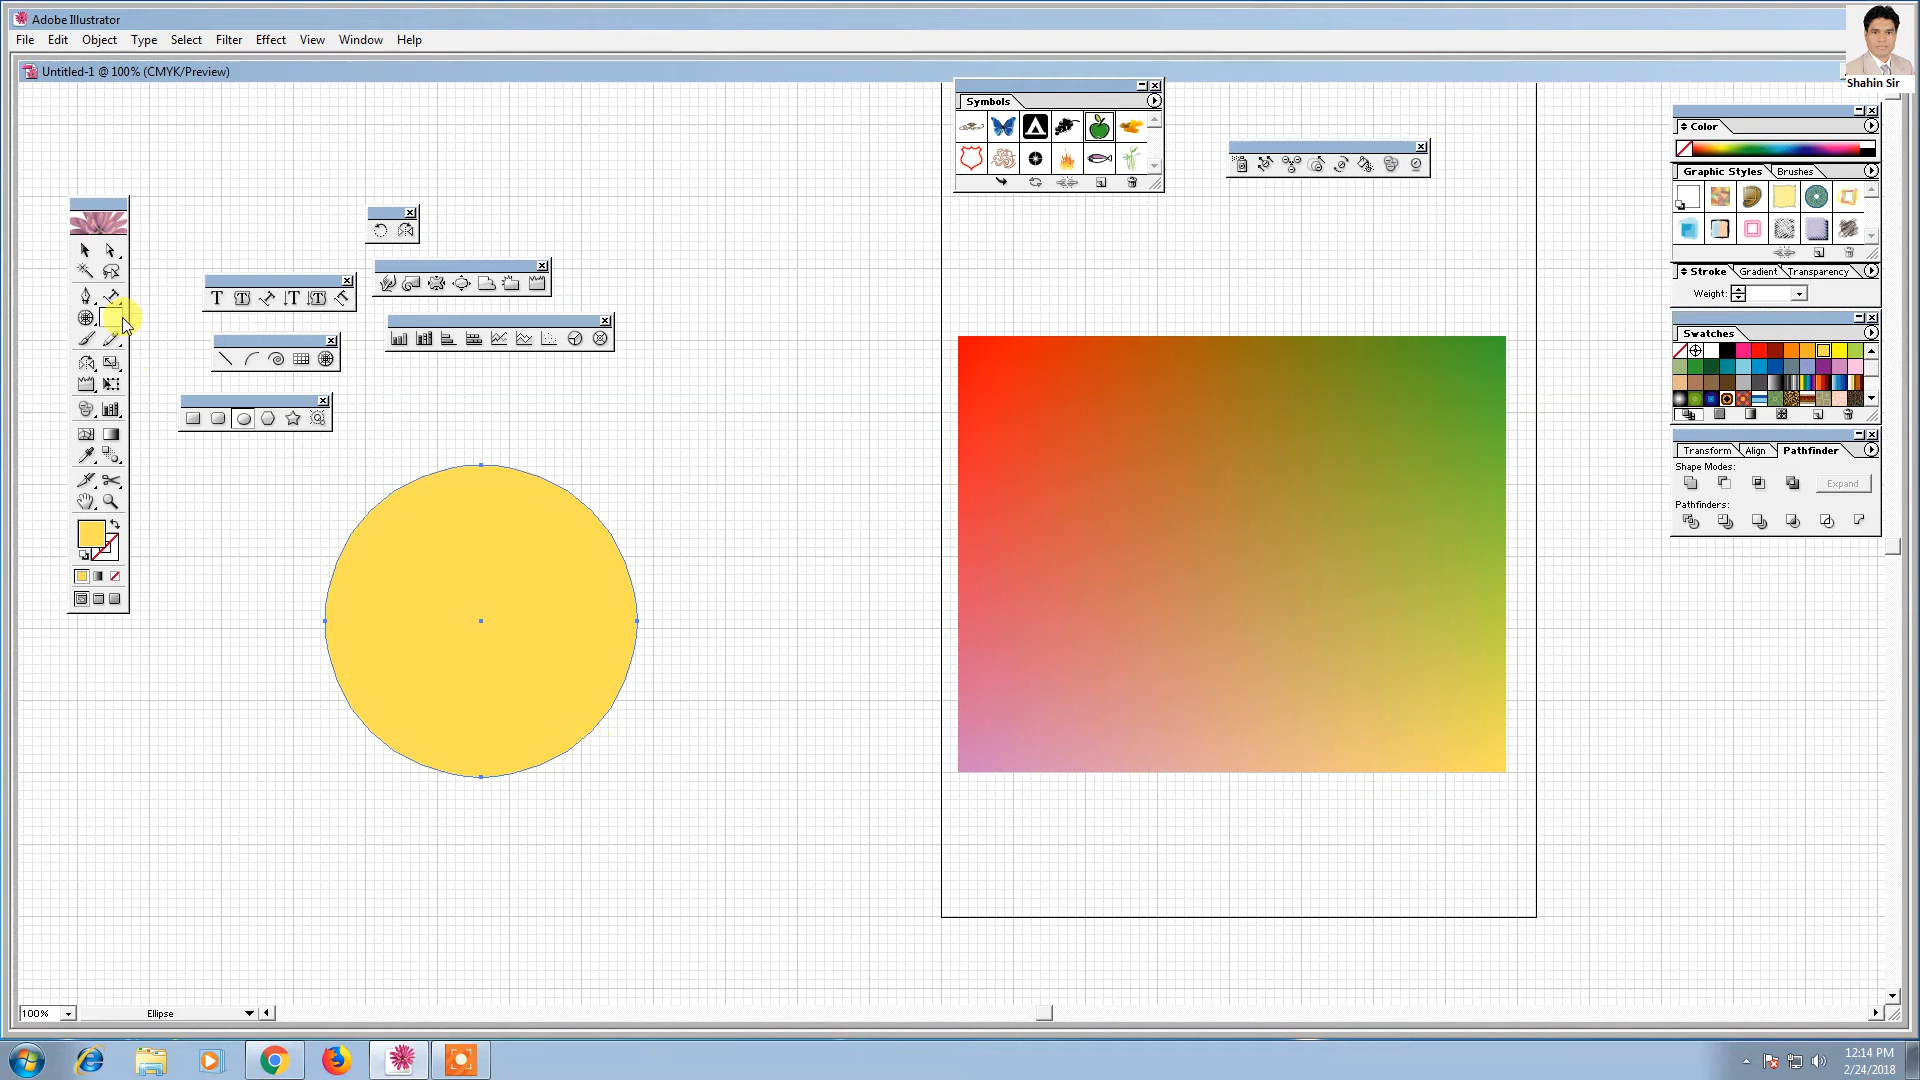 Adobe Illustrator
File Edit Object Type Select Filter Effect View Window Help
Shahin Sir
Untitled-1 @ 100% (CMYK/Preview)
Symbols
Color
Graphic Styles Brushes
Stroke Gradient Transparency
Weight:
Swatches
Transform Align Pathfinder
Shape Modes:
Expand
Pathfinders:
100% Ellipse
12:14 PM
2/24/2018